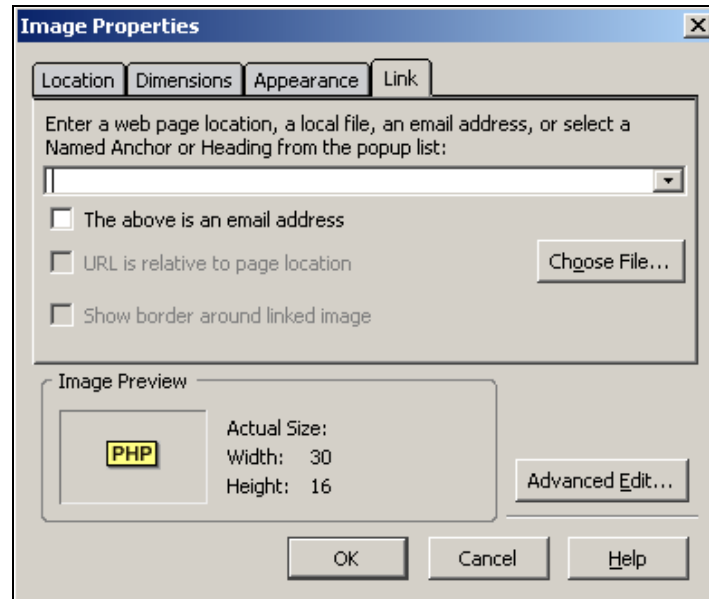 Image Properties
Location Dimensions Appearance Link
Enter a web page location, a local file, an email address, or select a
Named Anchor or Heading from the popup list:
The above is an email address
URL is relative to page location
Choose File...
Show border around linked image
Image Preview
PHP
Actual Size:
Width: 30
Height: 16
Advanced Edit...
OK Cancel Help